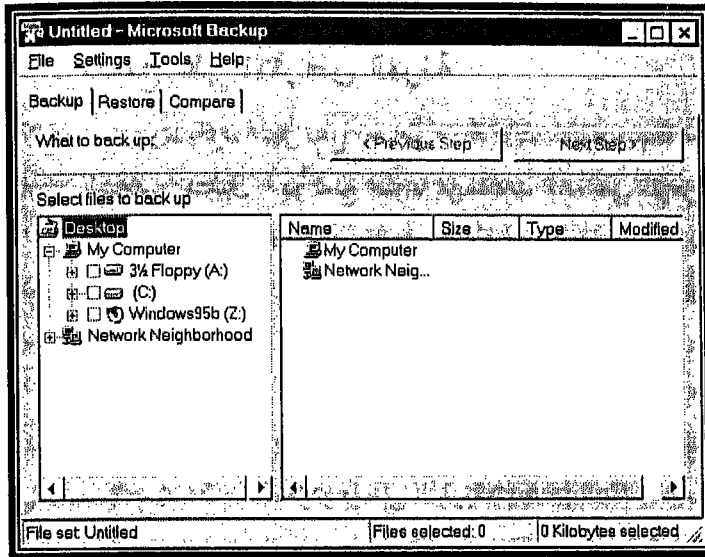 Untitled - Microsoft Backup
File Settings Tools Help
Backup Restore Compare
What to back up: < Previous Step Next Step >
Select files to back up
Desktop
My Computer
3½ Floppy (A:)
(C:)
Windows95b (Z:)
Network Neighborhood
Name Size Type Modified
My Computer
Network Neig...
File set: Untitled Files selected: 0 0 Kilobytes selected